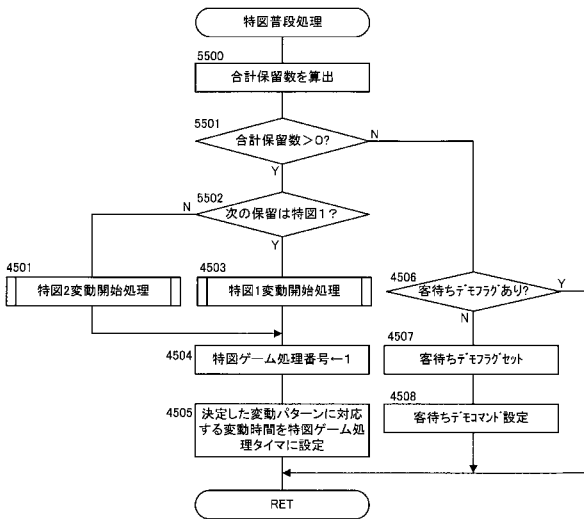 特図普段処理
5500
合計保留数を算出
5501
合計保留数＞0?
N
Y
5502
次の保留は特図1?
N
Y
4501
特図2変動開始処理
4503
特図1変動開始処理
4506
客待ちデモフラグあり?
Y
N
4504
特図ゲーム処理番号←1
4507
客待ちデモフラグセット
4505
決定した変動パターンに対応
する変動時間を特図ゲーム処
理タイマに設定
4508
客待ちデモコマンド設定
RET